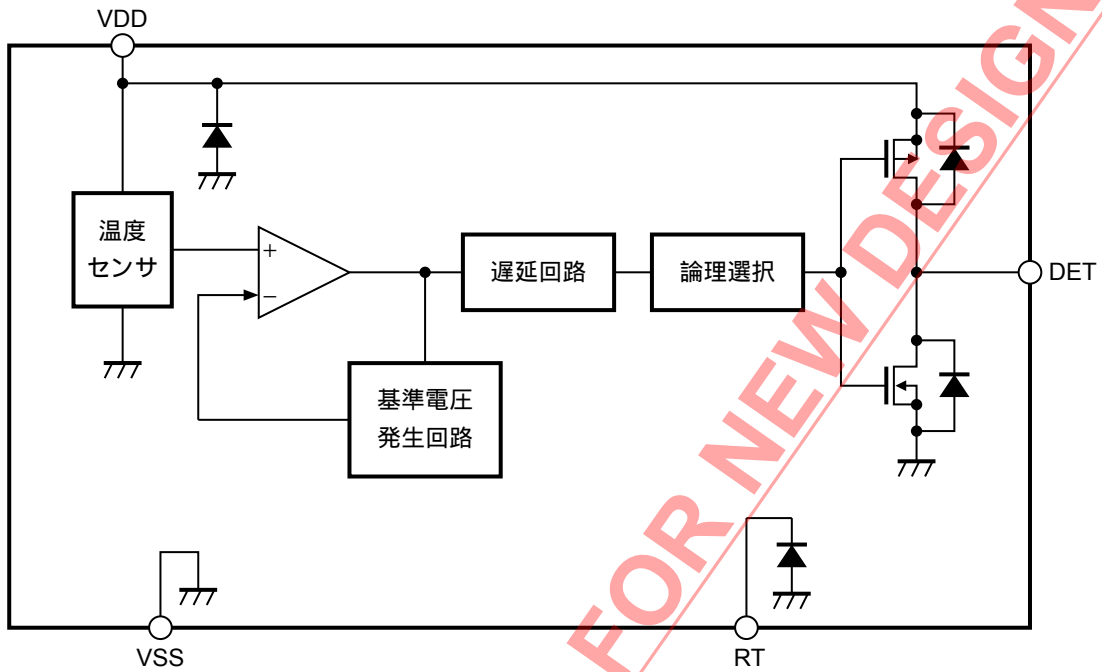 VDD
温度
センサ
+
−
遅延回路
論理選択
DET
基準電圧
発生回路
VSS
RT
FOR NEW DESIGN